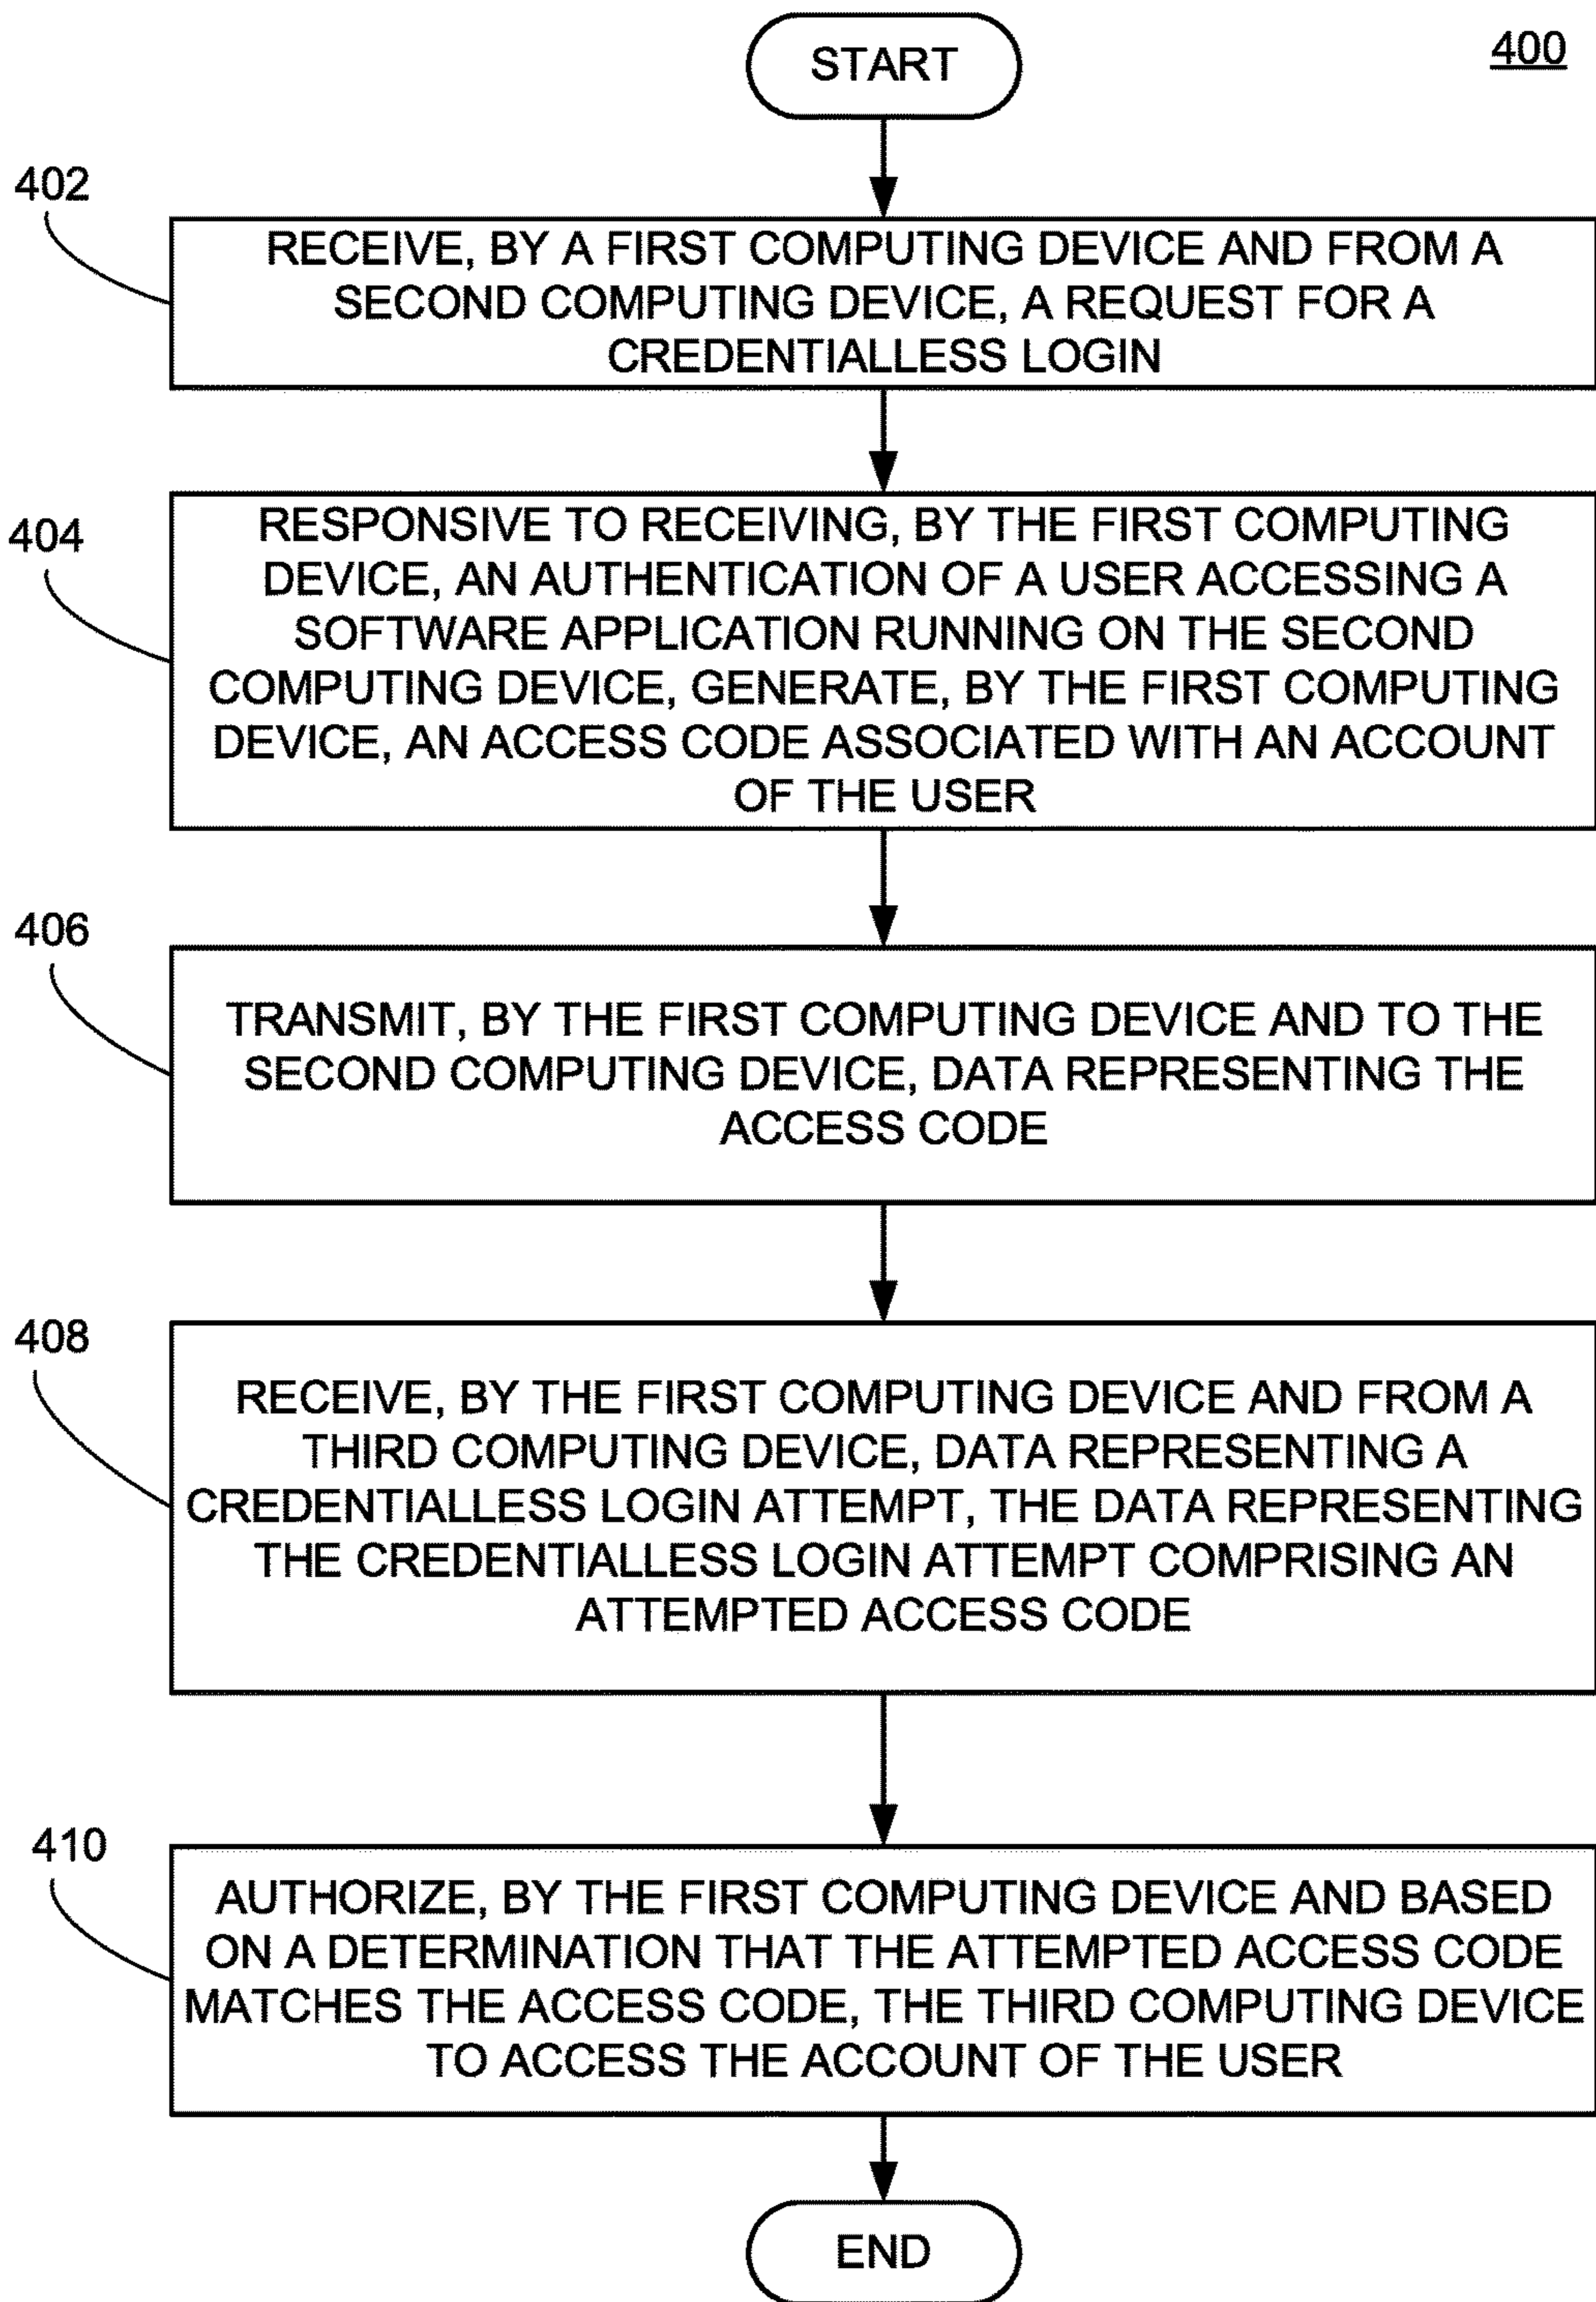 START
400
402
RECEIVE, BY A FIRST COMPUTING DEVICE AND FROM A
SECOND COMPUTING DEVICE, A REQUEST FOR A
CREDENTIALLESS LOGIN
404
RESPONSIVE TO RECEIVING, BY THE FIRST COMPUTING
DEVICE, AN AUTHENTICATION OF A USER ACCESSING A
SOFTWARE APPLICATION RUNNING ON THE SECOND
COMPUTING DEVICE, GENERATE, BY THE FIRST COMPUTING
DEVICE, AN ACCESS CODE ASSOCIATED WITH AN ACCOUNT
OF THE USER
406
TRANSMIT, BY THE FIRST COMPUTING DEVICE AND TO THE
SECOND COMPUTING DEVICE, DATA REPRESENTING THE
ACCESS CODE
408
RECEIVE, BY THE FIRST COMPUTING DEVICE AND FROM A
THIRD COMPUTING DEVICE, DATA REPRESENTING A
CREDENTIALLESS LOGIN ATTEMPT, THE DATA REPRESENTING
THE CREDENTIALLESS LOGIN ATTEMPT COMPRISING AN
ATTEMPTED ACCESS CODE
410
AUTHORIZE, BY THE FIRST COMPUTING DEVICE AND BASED
ON A DETERMINATION THAT THE ATTEMPTED ACCESS CODE
MATCHES THE ACCESS CODE, THE THIRD COMPUTING DEVICE
TO ACCESS THE ACCOUNT OF THE USER
END